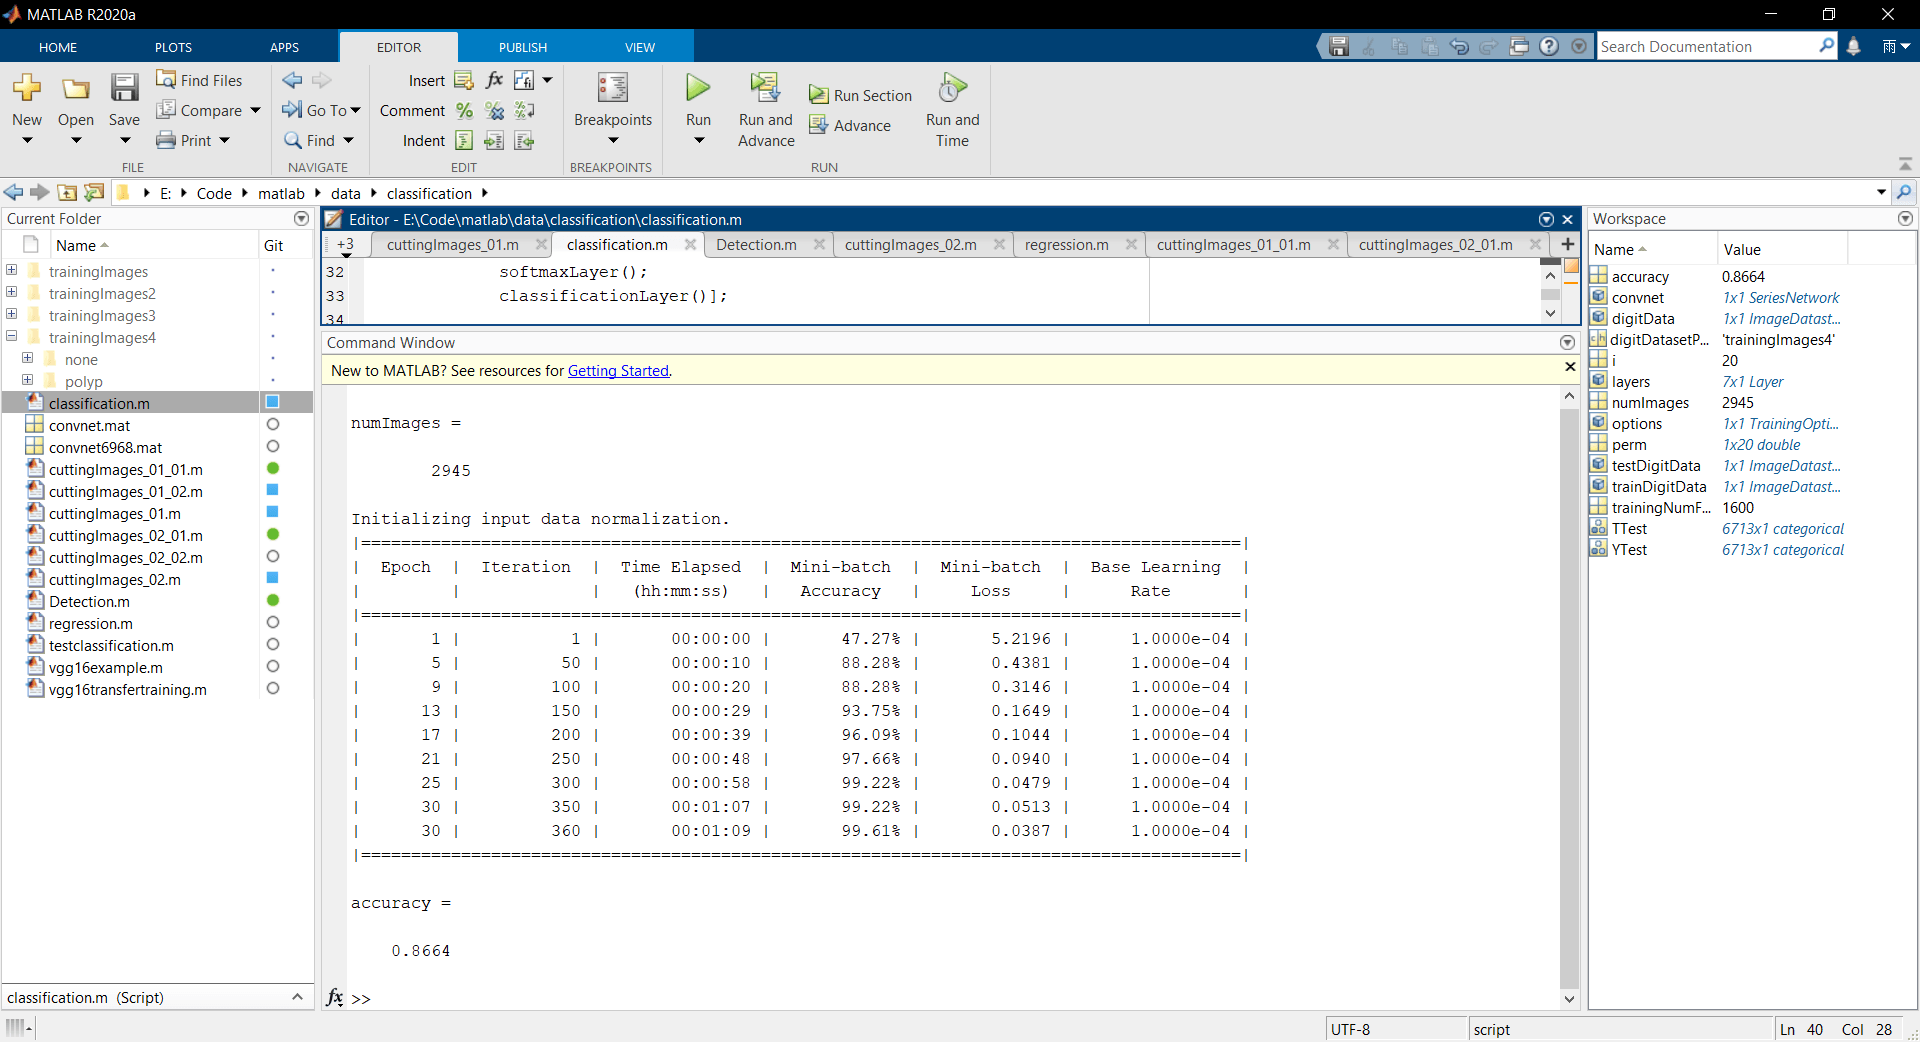 MATLAB R2020a
HOME PLOTS APPS EDITOR PUBLISH VIEW
Search Documentation
雨
New Open Save
Find Files
Compare
Print
FILE
Go To
Find
NAVIGATE
Insert fx fi
Comment
Indent
EDIT
Breakpoints
BREAKPOINTS
Run
Run and Advance
Run Section
Advance
Run and Time
RUN
E: Code matlab data classification
Current Folder
Name Git
trainingImages
trainingImages2
trainingImages3
trainingImages4
none
polyp
classification.m
convnet.mat
convnet6968.mat
cuttingImages_01_01.m
cuttingImages_01_02.m
cuttingImages_01.m
cuttingImages_02_01.m
cuttingImages_02_02.m
cuttingImages_02.m
Detection.m
regression.m
testclassification.m
vgg16example.m
vgg16transfertraining.m
classification.m (Script)
Editor - E:\Code\matlab\data\classification\classification.m
+3 cuttingImages_01.m classification.m Detection.m cuttingImages_02.m regression.m cuttingImages_01_01.m cuttingImages_02_01.m
32 softmaxLayer();
33 classificationLayer()];
34
Command Window
New to MATLAB? See resources for Getting Started.
numImages =
2945
Initializing input data normalization.
|========================================================================================|
| Epoch | Iteration | Time Elapsed | Mini-batch | Mini-batch | Base Learning |
| | | (hh:mm:ss) | Accuracy | Loss | Rate |
|========================================================================================|
| 1 | 1 | 00:00:00 | 47.27% | 5.2196 | 1.0000e-04 |
| 5 | 50 | 00:00:10 | 88.28% | 0.4381 | 1.0000e-04 |
| 9 | 100 | 00:00:20 | 88.28% | 0.3146 | 1.0000e-04 |
| 13 | 150 | 00:00:29 | 93.75% | 0.1649 | 1.0000e-04 |
| 17 | 200 | 00:00:39 | 96.09% | 0.1044 | 1.0000e-04 |
| 21 | 250 | 00:00:48 | 97.66% | 0.0940 | 1.0000e-04 |
| 25 | 300 | 00:00:58 | 99.22% | 0.0479 | 1.0000e-04 |
| 30 | 350 | 00:01:07 | 99.22% | 0.0513 | 1.0000e-04 |
| 30 | 360 | 00:01:09 | 99.61% | 0.0387 | 1.0000e-04 |
|========================================================================================|
accuracy =
0.8664
fx >>
Workspace
Name Value
accuracy 0.8664
convnet 1x1 SeriesNetwork
digitData 1x1 ImageDatast...
digitDatasetP... 'trainingImages4'
i 20
layers 7x1 Layer
numImages 2945
options 1x1 TrainingOpti...
perm 1x20 double
testDigitData 1x1 ImageDatast...
trainDigitData 1x1 ImageDatast...
trainingNumF... 1600
TTest 6713x1 categorical
YTest 6713x1 categorical
UTF-8 script Ln 40 Col 28